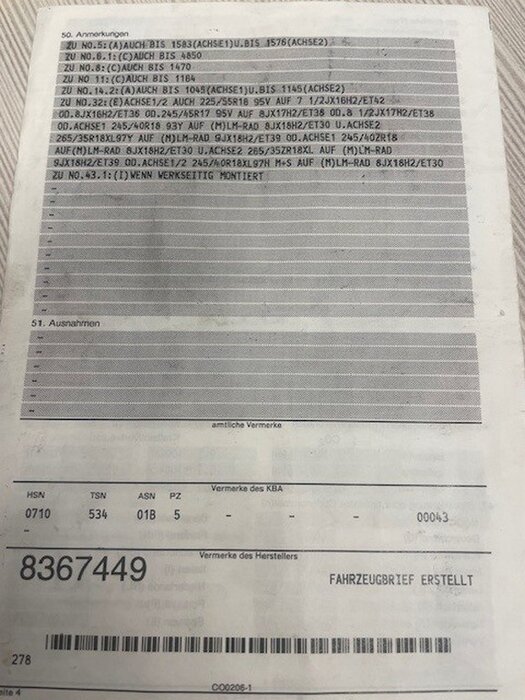 50. Anmerkungen
ZU NO.5:(A)AUCH BIS 1583(ACHSE1)U.BIS 1576(ACHSE2)
ZU NO.6.1:(C)AUCH BIS 4850
ZU NO.8:(C)AUCH BIS 1470
ZU NO 11:(C)AUCH BIS 1184
ZU NO.14.2:(A)AUCH BIS 1045(ACHSE1)U.BIS 1145(ACHSE2)
ZU NO.32:(E)ACHSE1/2 AUCH 225/55R16 95V AUF 7 1/2JX16H2/ET42
OD.8JX16H2/ET36 OD.245/45R17 95V AUF 8JX17H2/ET38 OD.8 1/2JX17H2/ET38
OD.ACHSE1 245/40R18 93Y AUF (M)LM-RAD 8JX18H2/ET30 U.ACHSE2
265/35R18XL97Y AUF (M)LM-RAD 9JX18H2/ET39 OD.ACHSE1 245/40ZR18
AUF(M)LM-RAD 8JX18H2/ET30 U.ACHSE2 265/35ZR18XL AUF (M)LM-RAD
9JX18H2/ET39 OD.ACHSE1/2 245/40R18XL97H M+S AUF (M)LM-RAD 8JX18H2/ET30
ZU NO.43.1:(I)WENN WERKSEITIG MONTIERT
51. Ausnahmen
amtliche Vermerke
Vermerke des KBA
HSN TSN ASN PZ
0710 534 01B 5 - - - 00043
-
Vermerke des Herstellers
8367449 FAHRZEUGBRIEF ERSTELLT
278
eite 4 CO0206-1